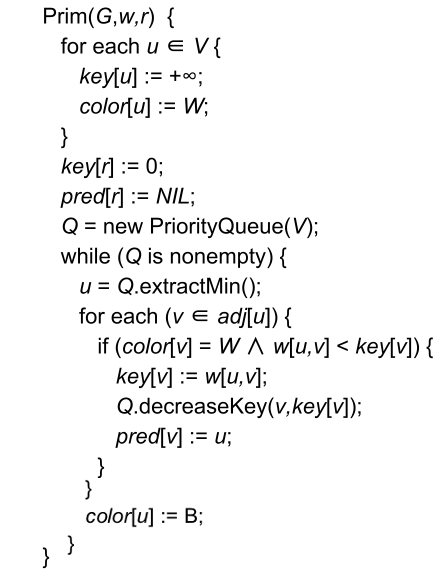 Prim(G,w,r) {
for each u ∈ V {
key[u] := +∞;
color[u] := W;
}
key[r] := 0;
pred[r] := NIL;
Q = new PriorityQueue(V);
while (Q is nonempty) {
u = Q.extractMin();
for each (v ∈ adj[u]) {
if (color[v] = W ∧ w[u,v] < key[v]) {
key[v] := w[u,v];
Q.decreaseKey(v,key[v]);
pred[v] := u;
}
}
color[u] := B;
}
}